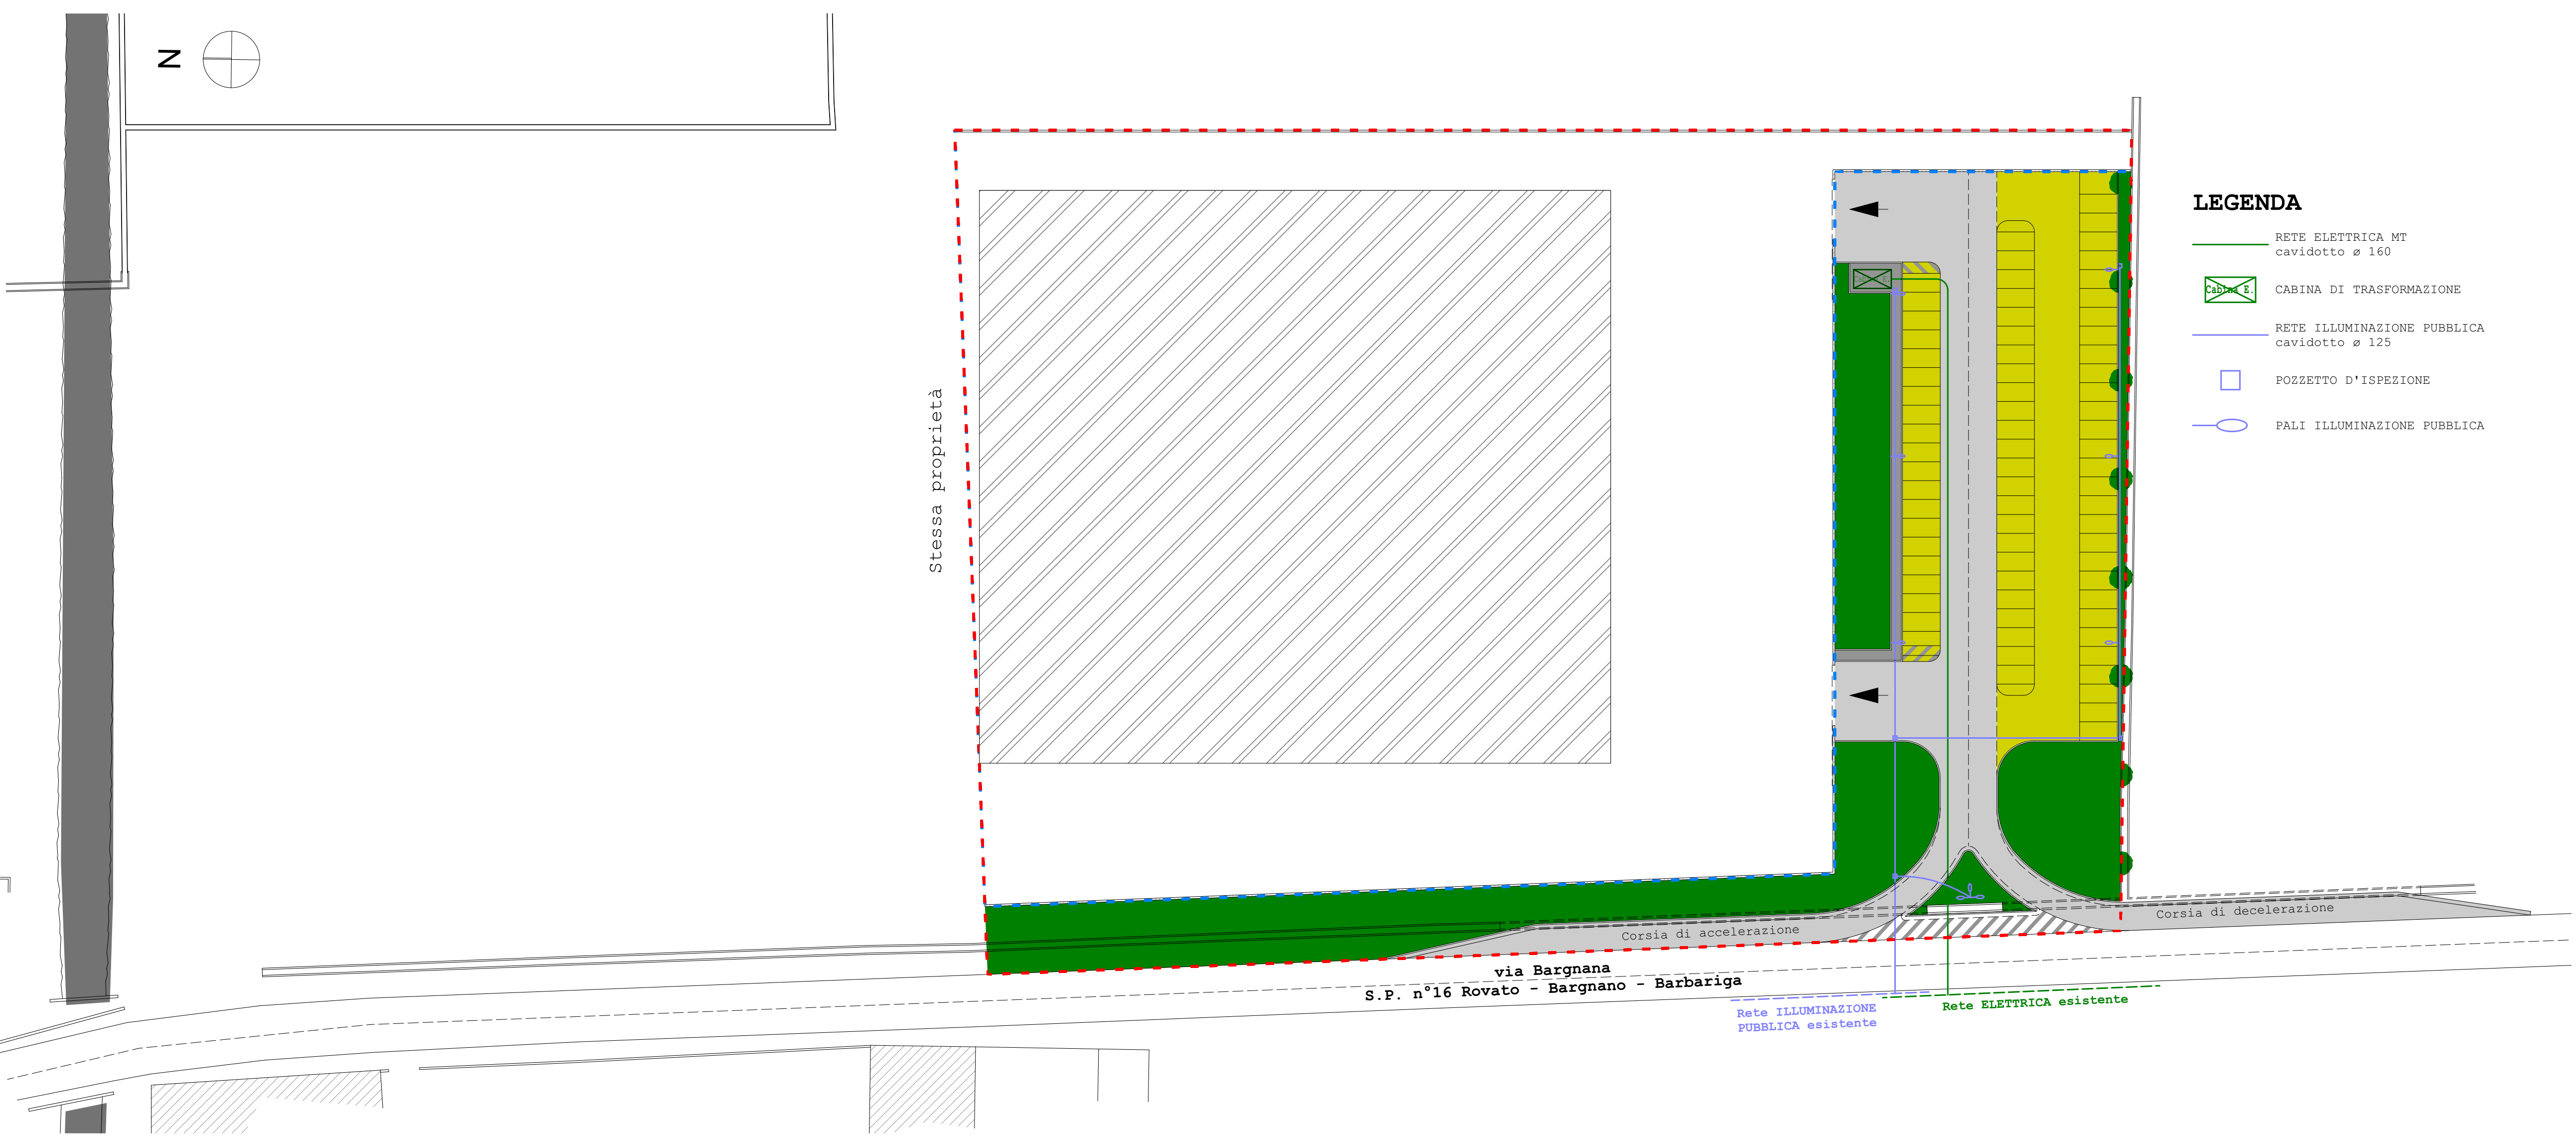 N
LEGENDA
RETE ELETTRICA MT
cavidotto ø 160
Cabina E.
CABINA DI TRASFORMAZIONE
RETE ILLUMINAZIONE PUBBLICA
cavidotto ø 125
POZZETTO D'ISPEZIONE
PALI ILLUMINAZIONE PUBBLICA
Stessa proprietà
Corsia di decelerazione
Corsia di accelerazione
via Bargnana
S.P. n°16 Rovato - Bargnano - Barbariga
Rete ILLUMINAZIONE
PUBBLICA esistente
Rete ELETTRICA esistente